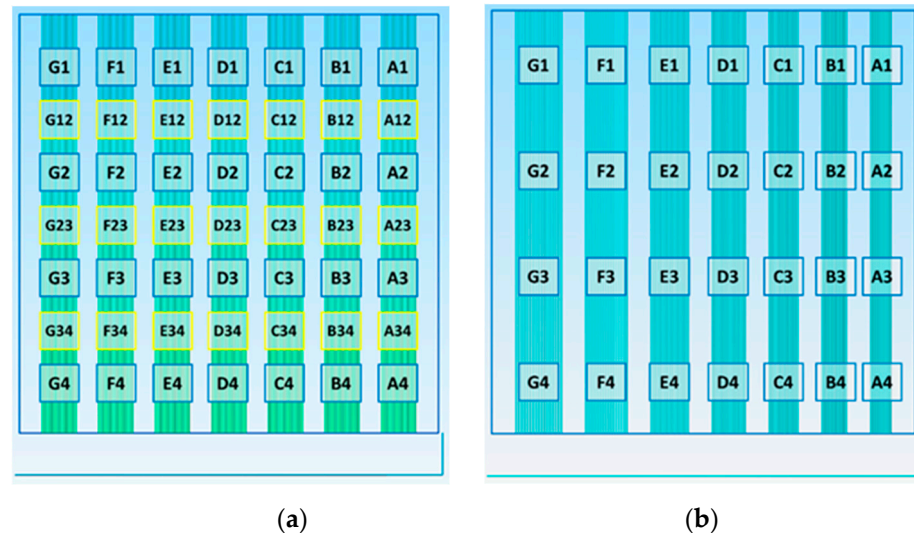 G1 F1 E1 D1 C1 B1 A1
G12 F12 E12 D12 C12 B12 A12
G2 F2 E2 D2 C2 B2 A2
G23 F23 E23 D23 C23 B23 A23
G3 F3 E3 D3 C3 B3 A3
G34 F34 E34 D34 C34 B34 A34
G4 F4 E4 D4 C4 B4 A4
(a)
G1 F1 E1 D1 C1 B1 A1
G2 F2 E2 D2 C2 B2 A2
G3 F3 E3 D3 C3 B3 A3
G4 F4 E4 D4 C4 B4 A4
(b)